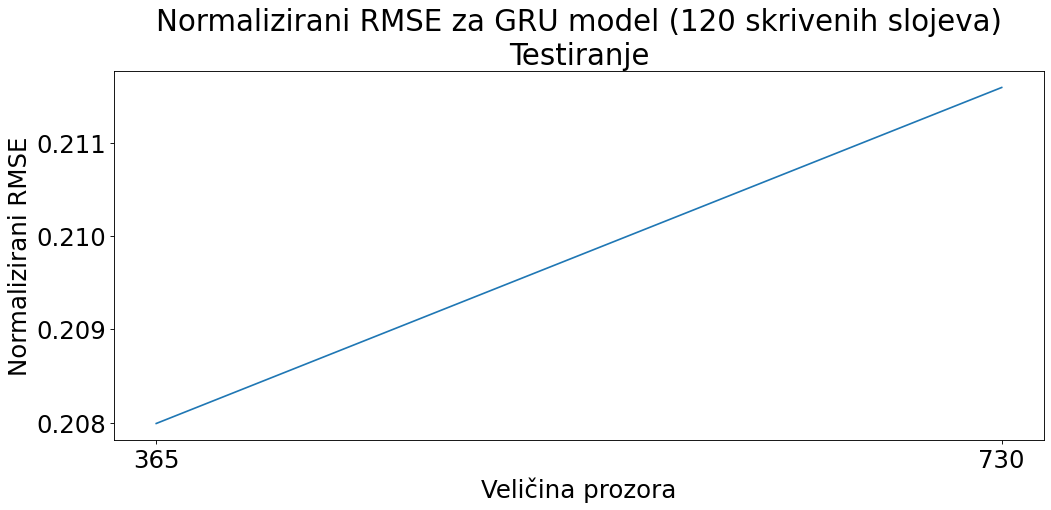 Normalizirani RMSE za GRU model (120 skrivenih slojeva)
Testiranje
Normalizirani RMSE
0.211
0.210
0.209
0.208
365
730
Veličina prozora